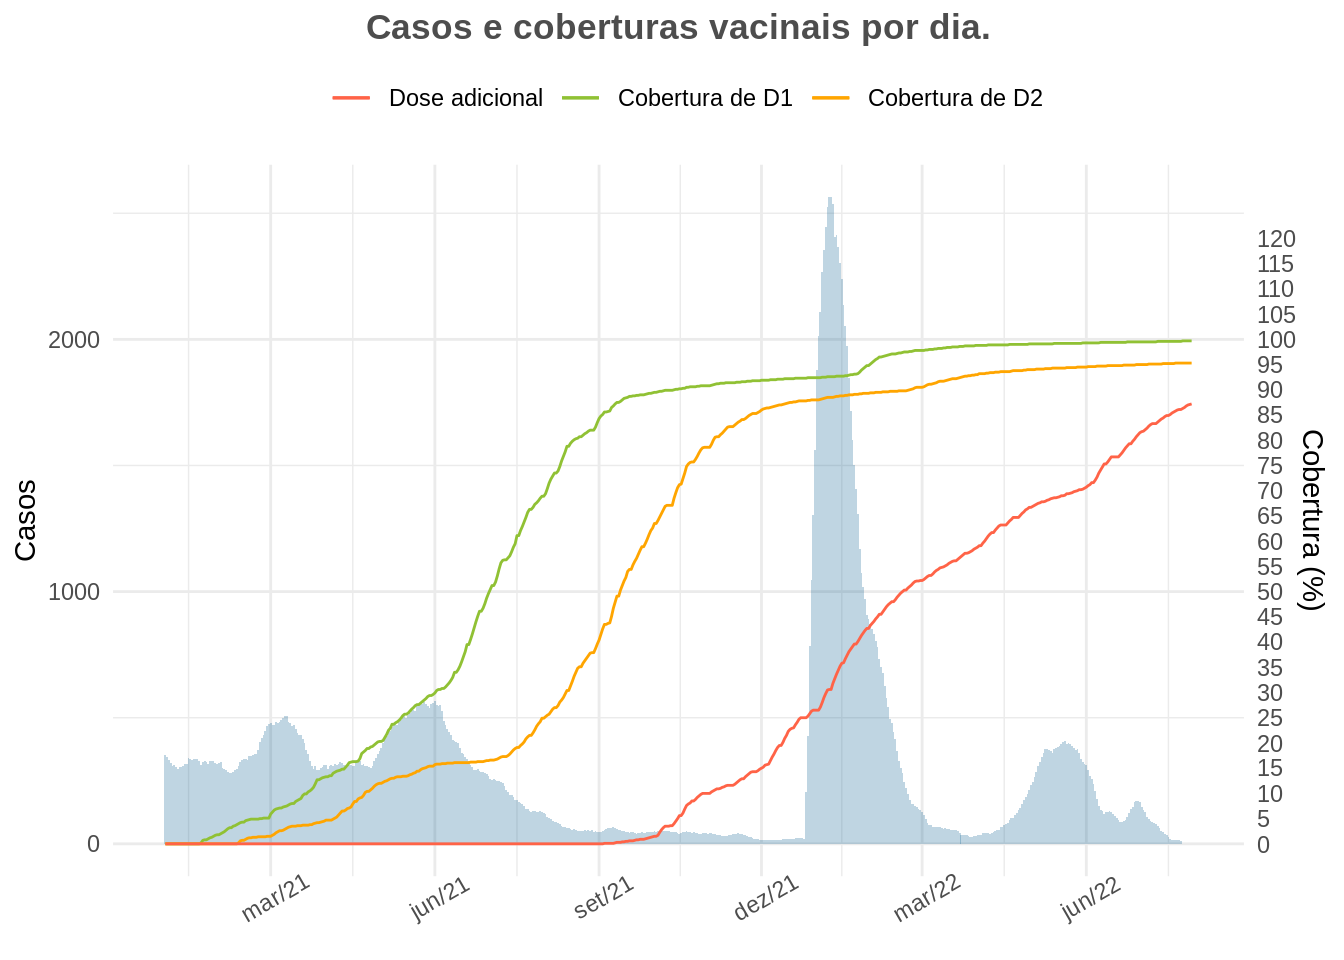 Casos e coberturas vacinais por dia.
Dose adicional
Cobertura de D1
Cobertura de D2
Casos
2000
1000
0
120
115
110
105
100
95
90
85
80
75
70
65
60
55
50
45
40
35
30
25
20
15
10
5
0
Cobertura (%)
mar/21
jun/21
set/21
dez/21
mar/22
jun/22